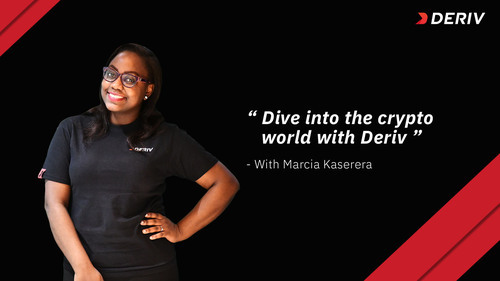 DERIV
“ Dive into the crypto
world with Deriv ”
- With Marcia Kaserera
DERIV